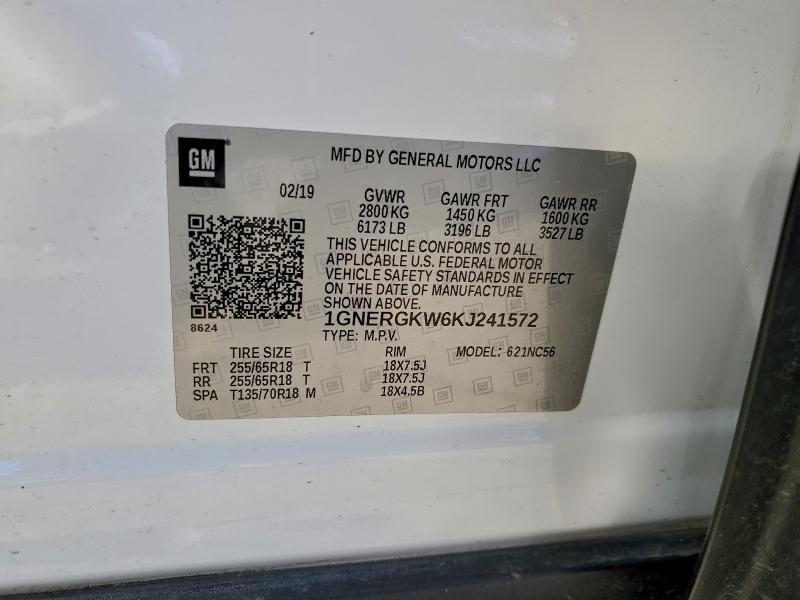 GM
MFD BY GENERAL MOTORS LLC
02/19 GVWR GAWR FRT GAWR RR
2800 KG 1450 KG 1600 KG
6173 LB 3196 LB 3527 LB
THIS VEHICLE CONFORMS TO ALL
APPLICABLE U.S. FEDERAL MOTOR
VEHICLE SAFETY STANDARDS IN EFFECT
ON THE DATE OF MANUFACTURE
SHOWN ABOVE.
8624
1GNERGKW6KJ241572
TYPE: M.P.V.
TIRE SIZE RIM MODEL: 621NC56
FRT 255/65R18 T 18X7.5J
RR 255/65R18 T 18X7.5J
SPA T135/70R18 M 18X4.5B